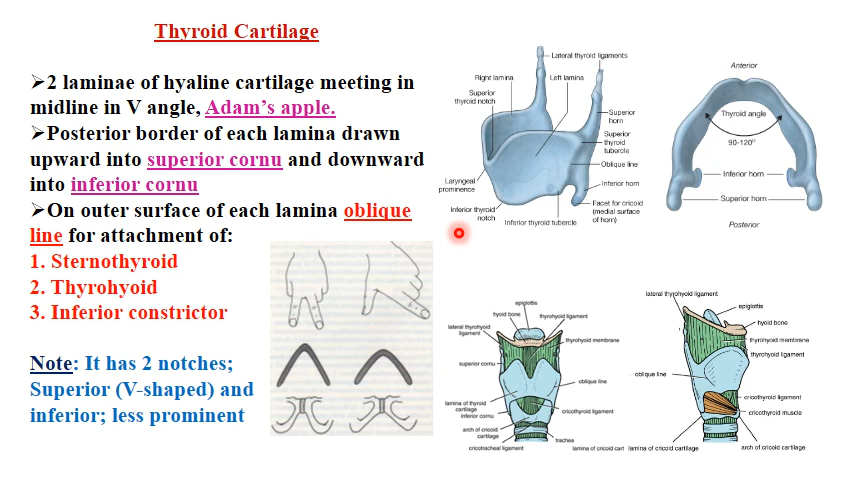 Thyroid Cartilage
➢2 laminae of hyaline cartilage meeting in
midline in V angle, Adam's apple.
➢Posterior border of each lamina drawn
upward into superior cornu and downward
into inferior cornu
➢On outer surface of each lamina oblique
line for attachment of:
1. Sternothyroid
2. Thyrohyoid
3. Inferior constrictor
Note: It has 2 notches;
Superior (V-shaped) and
inferior; less prominent
Lateral thyroid ligaments
Right lamina
Left lamina
Superior
thyroid notch
Superior
horn
Superior
thyroid
tubercle
Oblique line
Laryngeal
prominence
Inferior horn
Inferior thyroid
notch
Inferior thyroid tubercle
Facet for cricoid
(medial surface
of horn)
Anterior
Thyroid angle
90-120°
Inferior horn
Superior horn
Posterior
epiglottis
hyoid bone
thyrohyoid ligament
lateral thyrohyoid
ligament
thyrohyoid membrane
superior cornu
oblique line
lamina of thyroid
cartilage
inferior cornu
cricothyroid ligament
arch of cricoid
cartilage
trachea
cricotracheal ligament
lamina of cricoid cart
lateral thyrohyoid ligament
epiglottis
hyoid bone
thyrohyoid membrane
thyrohyoid ligament
oblique line
cricothyroid ligament
cricothyroid muscle
lamina of cricoid cartilage
arch of cricoid cartilage